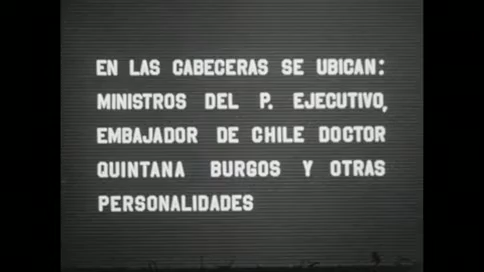 EN LAS CABECERAS SE UBICAN:
MINISTROS DEL P. EJECUTIVO,
EMBAJADOR DE CHILE DOCTOR
QUINTANA BURGOS Y OTRAS
PERSONALIDADES